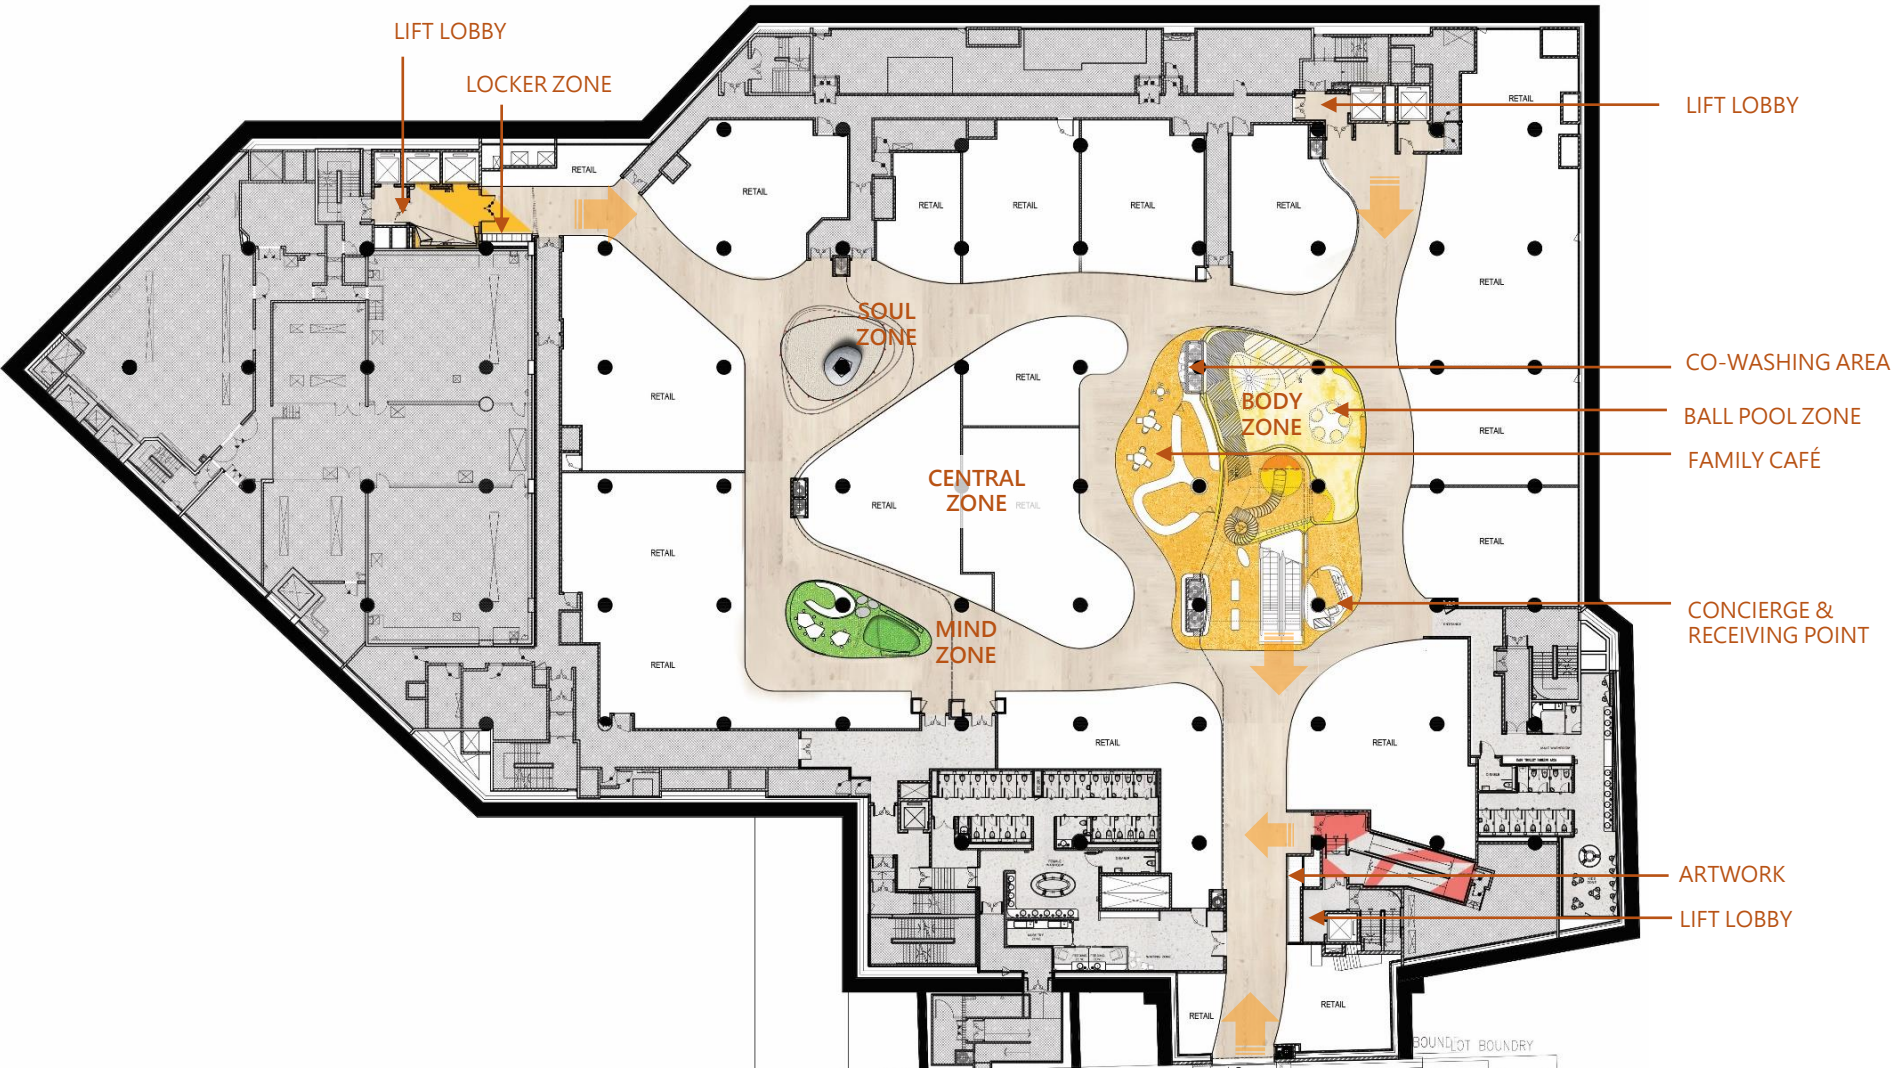 LIFT LOBBY
LOCKER ZONE
LIFT LOBBY
RETAIL
RETAIL
RETAIL
RETAIL
RETAIL
RETAIL
RETAIL
RETAIL
SOUL
ZONE
CO-WASHING AREA
RETAIL
RETAIL
BODY
ZONE
BALL POOL ZONE
RETAIL
FAMILY CAFÉ
CENTRAL
ZONE
RETAIL
RETAIL
RETAIL
RETAIL
CONCIERGE &
RECEIVING POINT
MIND
ZONE
RETAIL
RETAIL
RETAIL
ARTWORK
LIFT LOBBY
RETAIL
RETAIL
BOUND
LOT BOUNDRY